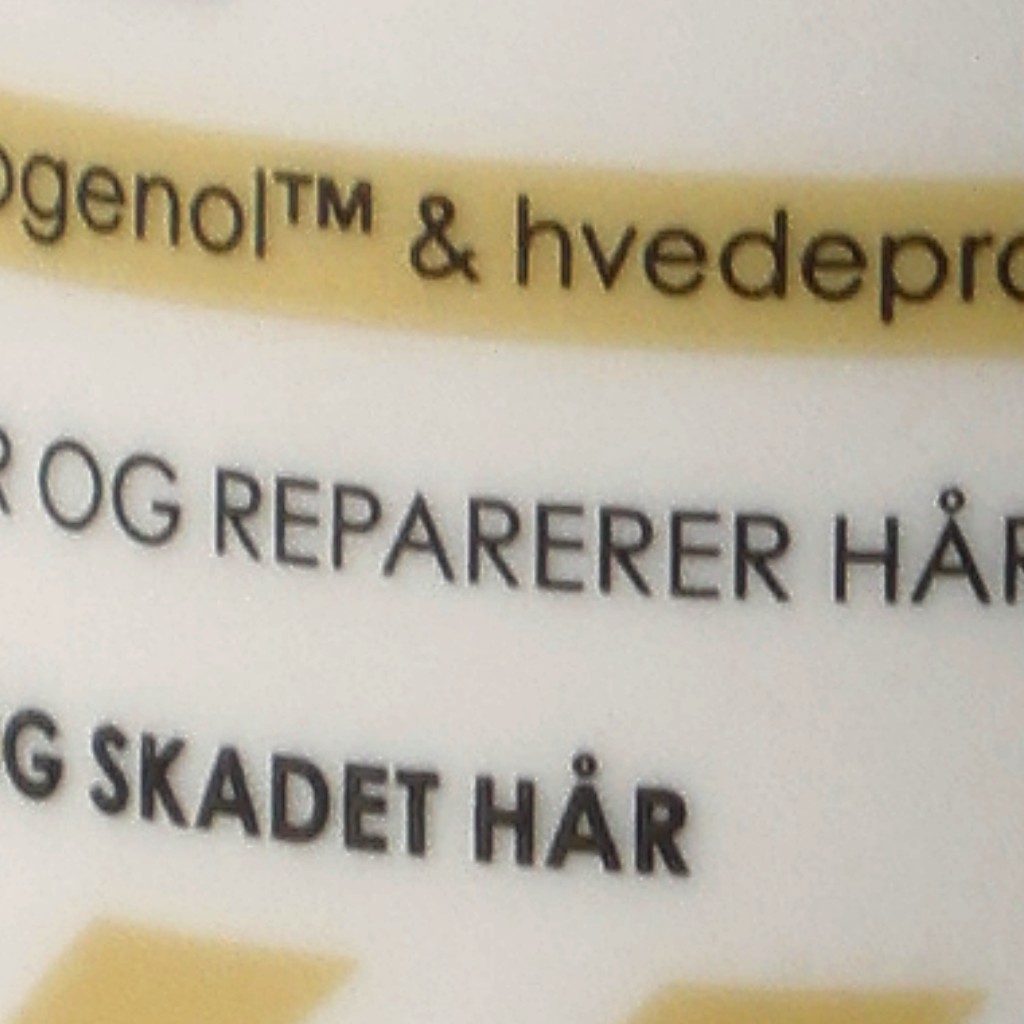 ogenol™ & hvedepro
R OG REPARERER HÅR
G SKADET HÅR